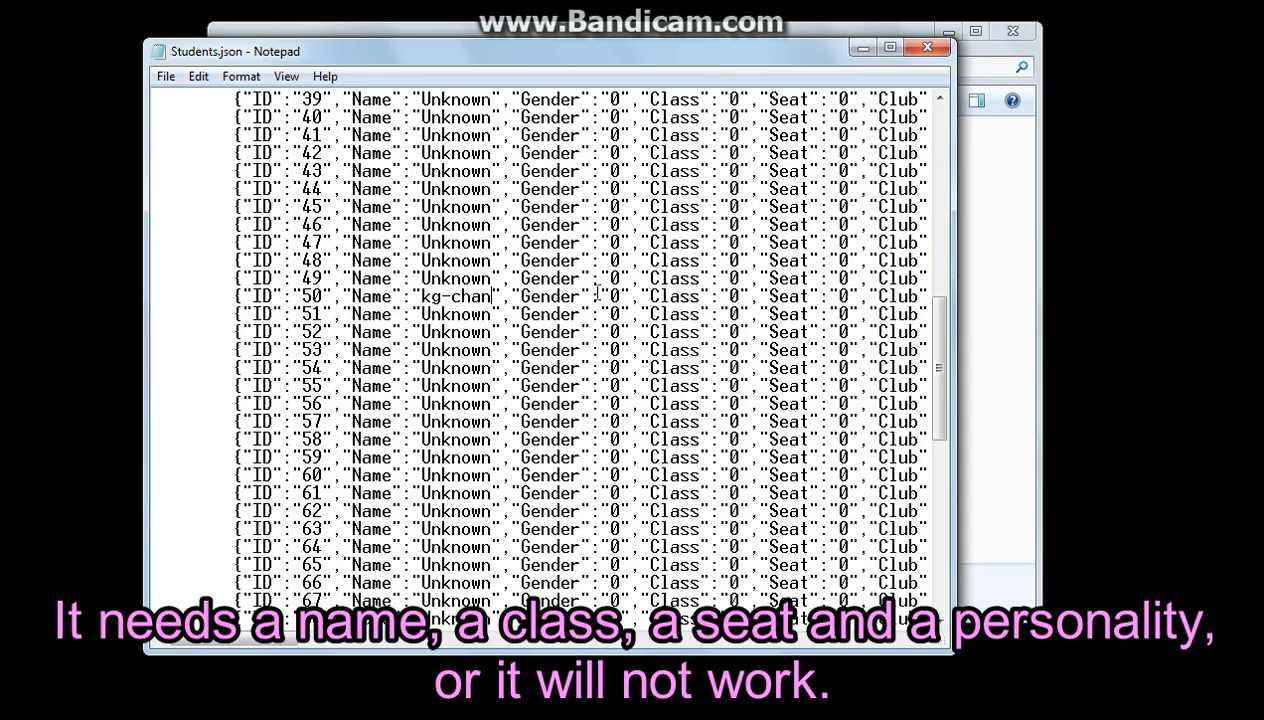 www.Bandicam.com
Students.json - Notepad
File Edit Format View Help
{"ID":"39","Name":"Unknown","Gender":"0","Class":"0","Seat":"0","Club"
{"ID":"40","Name":"Unknown","Gender":"0","Class":"0","Seat":"0","Club"
{"ID":"41","Name":"Unknown","Gender":"0","Class":"0","Seat":"0","Club"
{"ID":"42","Name":"Unknown","Gender":"0","Class":"0","Seat":"0","Club"
{"ID":"43","Name":"Unknown","Gender":"0","Class":"0","Seat":"0","Club"
{"ID":"44","Name":"Unknown","Gender":"0","Class":"0","Seat":"0","Club"
{"ID":"45","Name":"Unknown","Gender":"0","Class":"0","Seat":"0","Club"
{"ID":"46","Name":"Unknown","Gender":"0","Class":"0","Seat":"0","Club"
{"ID":"47","Name":"Unknown","Gender":"0","Class":"0","Seat":"0","Club"
{"ID":"48","Name":"Unknown","Gender":"0","Class":"0","Seat":"0","Club"
{"ID":"49","Name":"Unknown","Gender":"0","Class":"0","Seat":"0","Club"
{"ID":"50","Name":"kg-chan","Gender":"0","Class":"0","Seat":"0","Club"
{"ID":"51","Name":"Unknown","Gender":"0","Class":"0","Seat":"0","Club"
{"ID":"52","Name":"Unknown","Gender":"0","Class":"0","Seat":"0","Club"
{"ID":"53","Name":"Unknown","Gender":"0","Class":"0","Seat":"0","Club"
{"ID":"54","Name":"Unknown","Gender":"0","Class":"0","Seat":"0","Club"
{"ID":"55","Name":"Unknown","Gender":"0","Class":"0","Seat":"0","Club"
{"ID":"56","Name":"Unknown","Gender":"0","Class":"0","Seat":"0","Club"
{"ID":"57","Name":"Unknown","Gender":"0","Class":"0","Seat":"0","Club"
{"ID":"58","Name":"Unknown","Gender":"0","Class":"0","Seat":"0","Club"
{"ID":"59","Name":"Unknown","Gender":"0","Class":"0","Seat":"0","Club"
{"ID":"60","Name":"Unknown","Gender":"0","Class":"0","Seat":"0","Club"
{"ID":"61","Name":"Unknown","Gender":"0","Class":"0","Seat":"0","Club"
{"ID":"62","Name":"Unknown","Gender":"0","Class":"0","Seat":"0","Club"
{"ID":"63","Name":"Unknown","Gender":"0","Class":"0","Seat":"0","Club"
{"ID":"64","Name":"Unknown","Gender":"0","Class":"0","Seat":"0","Club"
{"ID":"65","Name":"Unknown","Gender":"0","Class":"0","Seat":"0","Club"
{"ID":"66","Name":"Unknown","Gender":"0","Class":"0","Seat":"0","Club"
{"ID":"67
It needs a name, a class, a seat and a personality,
or it will not work.